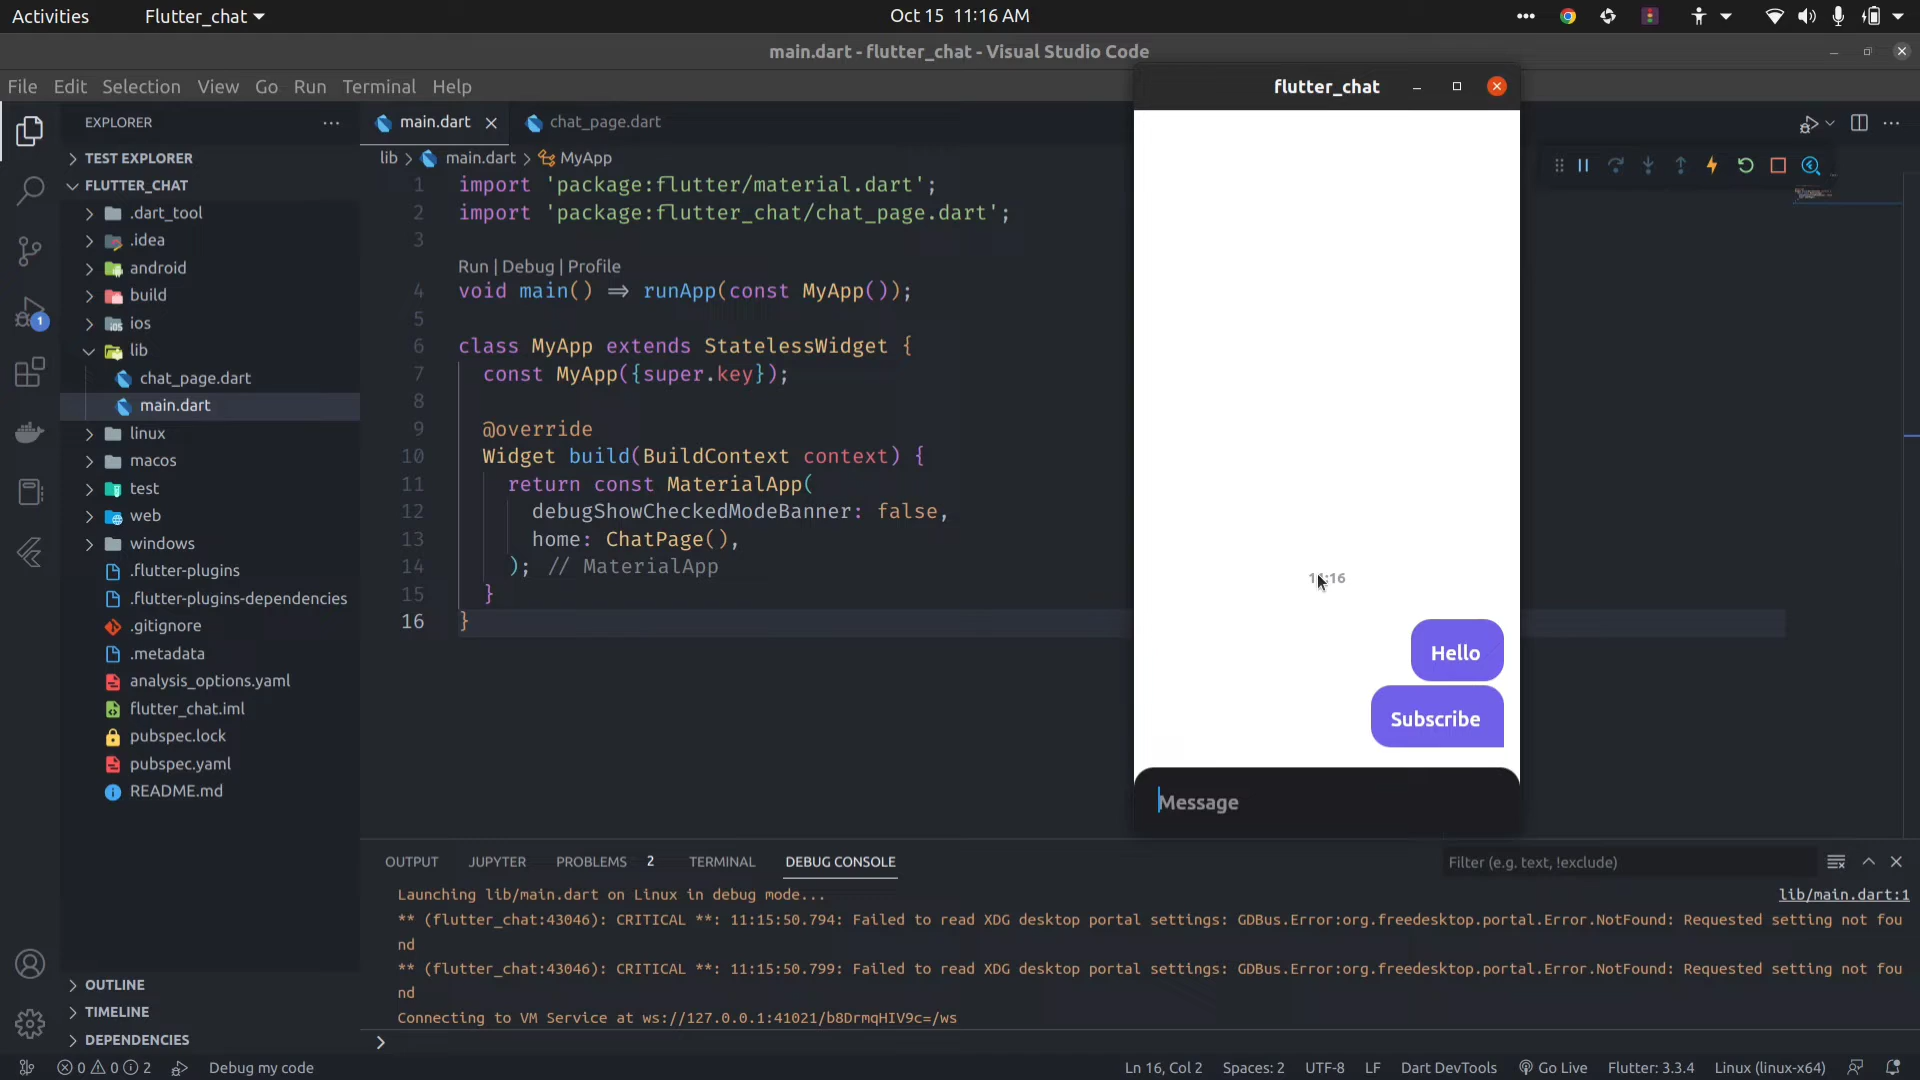 Activities
Flutter_chat
Oct 15 11:16 AM
main.dart - flutter_chat - Visual Studio Code
File Edit Selection View Go Run Terminal Help
EXPLORER
TEST EXPLORER
FLUTTER_CHAT
.dart_tool
.idea
android
build
ios
lib
chat_page.dart
main.dart
linux
macos
test
web
windows
.flutter-plugins
.flutter-plugins-dependencies
.gitignore
.metadata
analysis_options.yaml
flutter_chat.iml
pubspec.lock
pubspec.yaml
README.md
OUTLINE
TIMELINE
DEPENDENCIES
1
main.dart
chat_page.dart
lib > main.dart > MyApp
1 import 'package:flutter/material.dart';
2 import 'package:flutter_chat/chat_page.dart';
3
Run | Debug | Profile
4 void main() => runApp(const MyApp());
5
6 class MyApp extends StatelessWidget {
7 const MyApp({super.key});
8
9 @override
10 Widget build(BuildContext context) {
11 return const MaterialApp(
12 debugShowCheckedModeBanner: false,
13 home: ChatPage(),
14 ); // MaterialApp
15 }
16 }
flutter_chat
11:16
Hello
Subscribe
Message
OUTPUT JUPYTER PROBLEMS 2 TERMINAL DEBUG CONSOLE
Filter (e.g. text, !exclude)
Launching lib/main.dart on Linux in debug mode...
lib/main.dart:1
** (flutter_chat:43046): CRITICAL **: 11:15:50.794: Failed to read XDG desktop portal settings: GDBus.Error:org.freedesktop.portal.Error.NotFound: Requested setting not fou
nd
** (flutter_chat:43046): CRITICAL **: 11:15:50.799: Failed to read XDG desktop portal settings: GDBus.Error:org.freedesktop.portal.Error.NotFound: Requested setting not fou
nd
Connecting to VM Service at ws://127.0.0.1:41021/b8DrmqHIV9c=/ws
0 0 2 Debug my code
Ln 16, Col 2 Spaces: 2 UTF-8 LF Dart DevTools Go Live Flutter: 3.3.4 Linux (linux-x64)